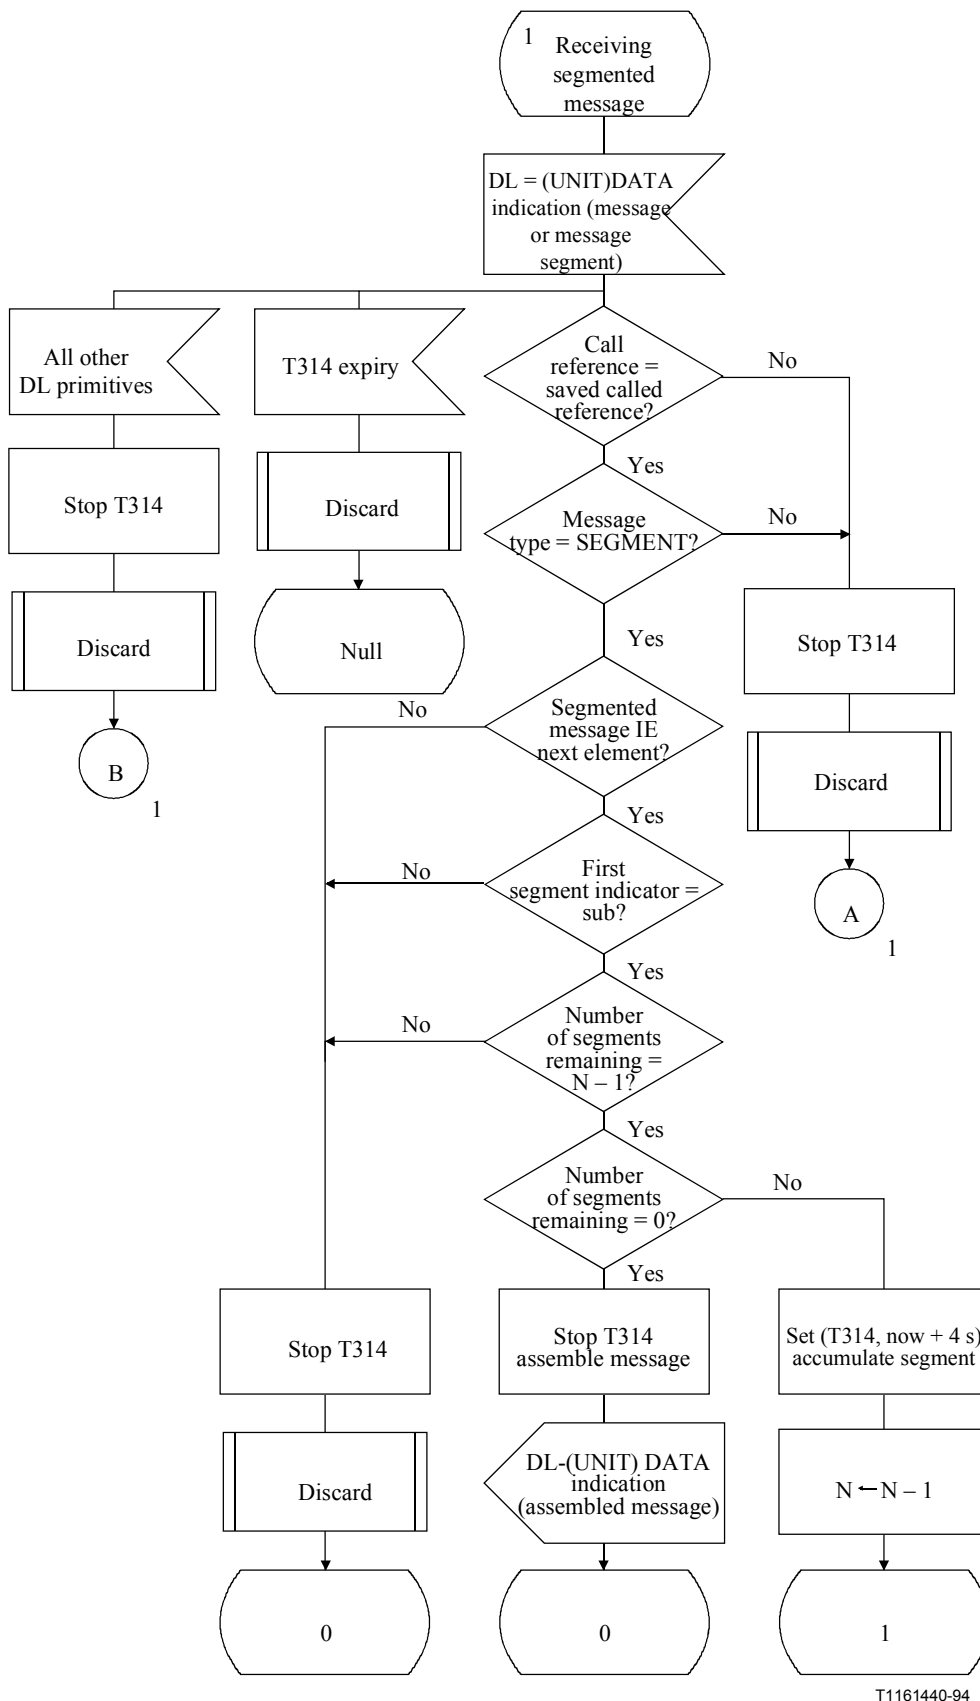 1
Receiving
segmented
message
DL = (UNIT)DATA
indication (message
or message
segment)
All other
DL primitives
T314 expiry
Call
reference =
saved called
reference?
No
Yes
Stop T314
Discard
Message
type = SEGMENT?
No
Yes
Discard
Null
Stop T314
B
1
No
Segmented
message IE
next element?
Yes
Discard
A
1
No
First
segment indicator =
sub?
Yes
No
Number
of segments
remaining =
N – 1?
Yes
Number
of segments
remaining = 0?
No
Yes
Stop T314
Stop T314
assemble message
Set (T314, now + 4 s)
accumulate segment
Discard
DL-(UNIT) DATA
indication
(assembled message)
N ← N – 1
0
0
1
T1161440-94